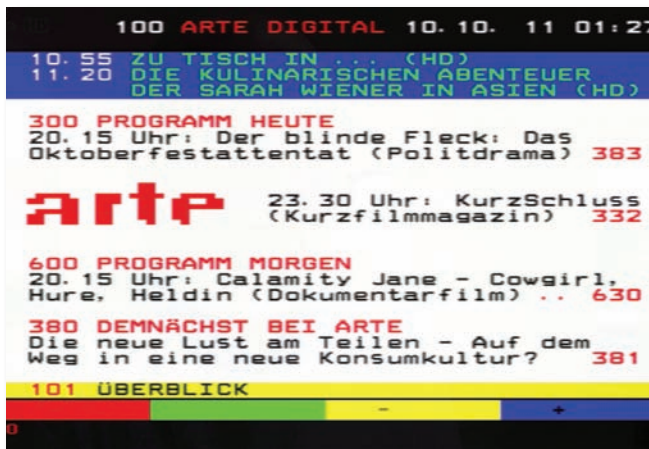 100 ARTE DIGITAL 10.10. 11 01:27
10.55 ZU TISCH IN ... (HD)
11.20 DIE KULINARISCHEN ABENTEUER
DER SARAH WIENER IN ASIEN (HD)
300 PROGRAMM HEUTE
20.15 Uhr: Der blinde Fleck: Das
Oktoberfestattentat (Politdrama) 383
arte
23.30 Uhr: KurzSchluss
(Kurzfilmmagazin) 332
600 PROGRAMM MORGEN
20.15 Uhr: Calamity Jane - Cowgirl,
Hure, Heldin (Dokumentarfilm) .. 630
380 DEMNÄCHST BEI ARTE
Die neue Lust am Teilen - Auf dem
Weg in eine neue Konsumkultur? 381
101 ÜBERBLICK
- +
0